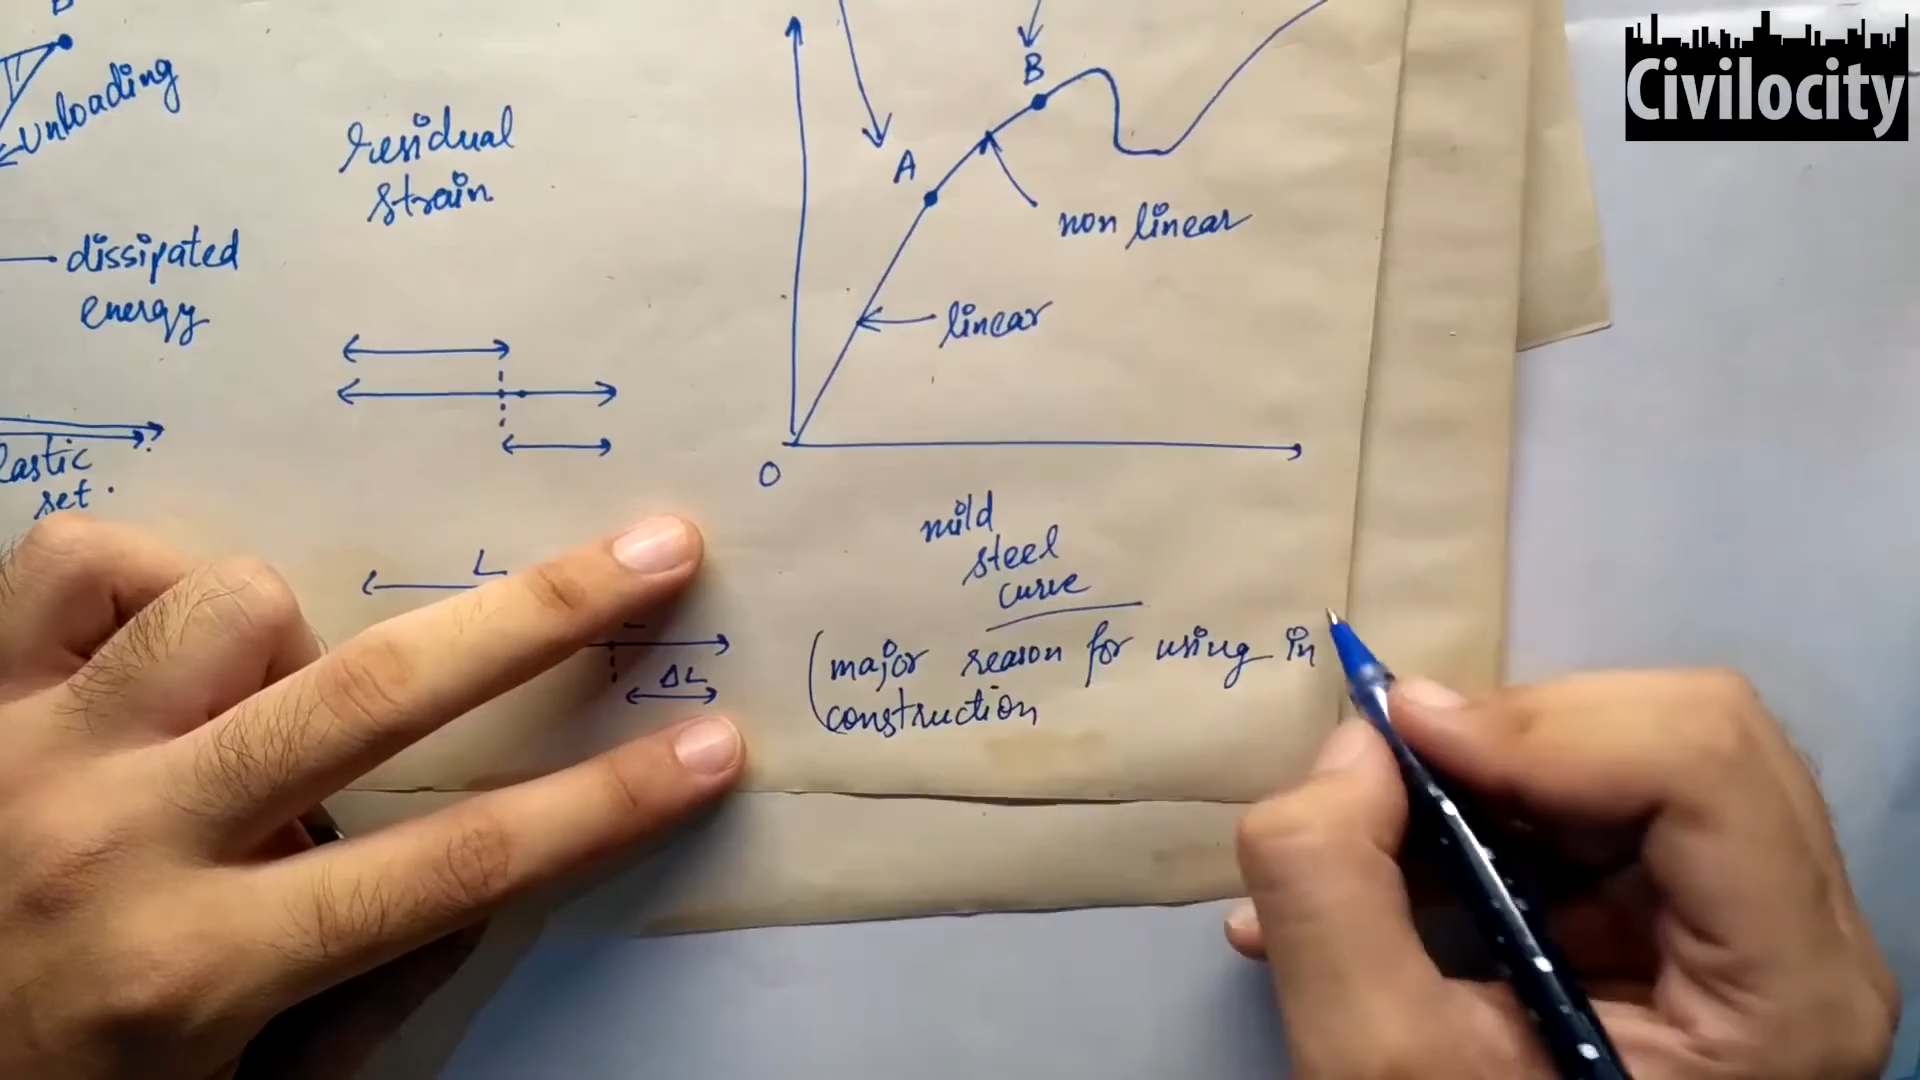 Civilocity
unloading
B
residual
strain
A
non linear
dissipated
energy
linear
lastic
set.
O
mild
steel
curve
L
ΔL
(major reason for using in
construction